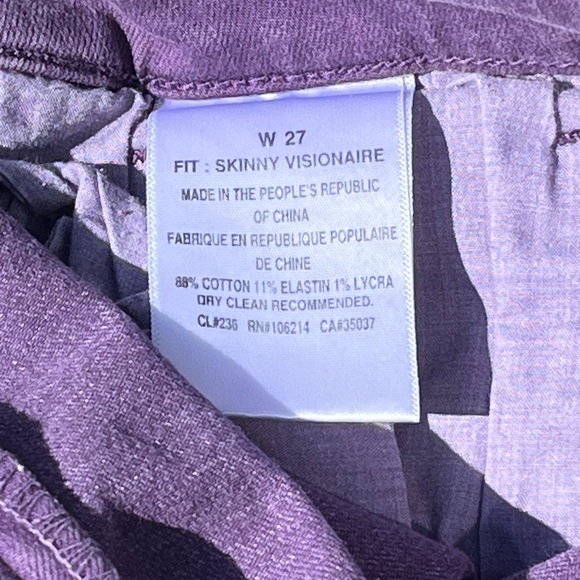 W 27
FIT : SKINNY VISIONAIRE
MADE IN THE PEOPLE'S REPUBLIC
OF CHINA
FABRIQUE EN REPUBLIQUE POPULAIRE
DE CHINE
88% COTTON 11% ELASTIN 1% LYCRA
DRY CLEAN RECOMMENDED.
CL#236 RN#106214 CA#35037